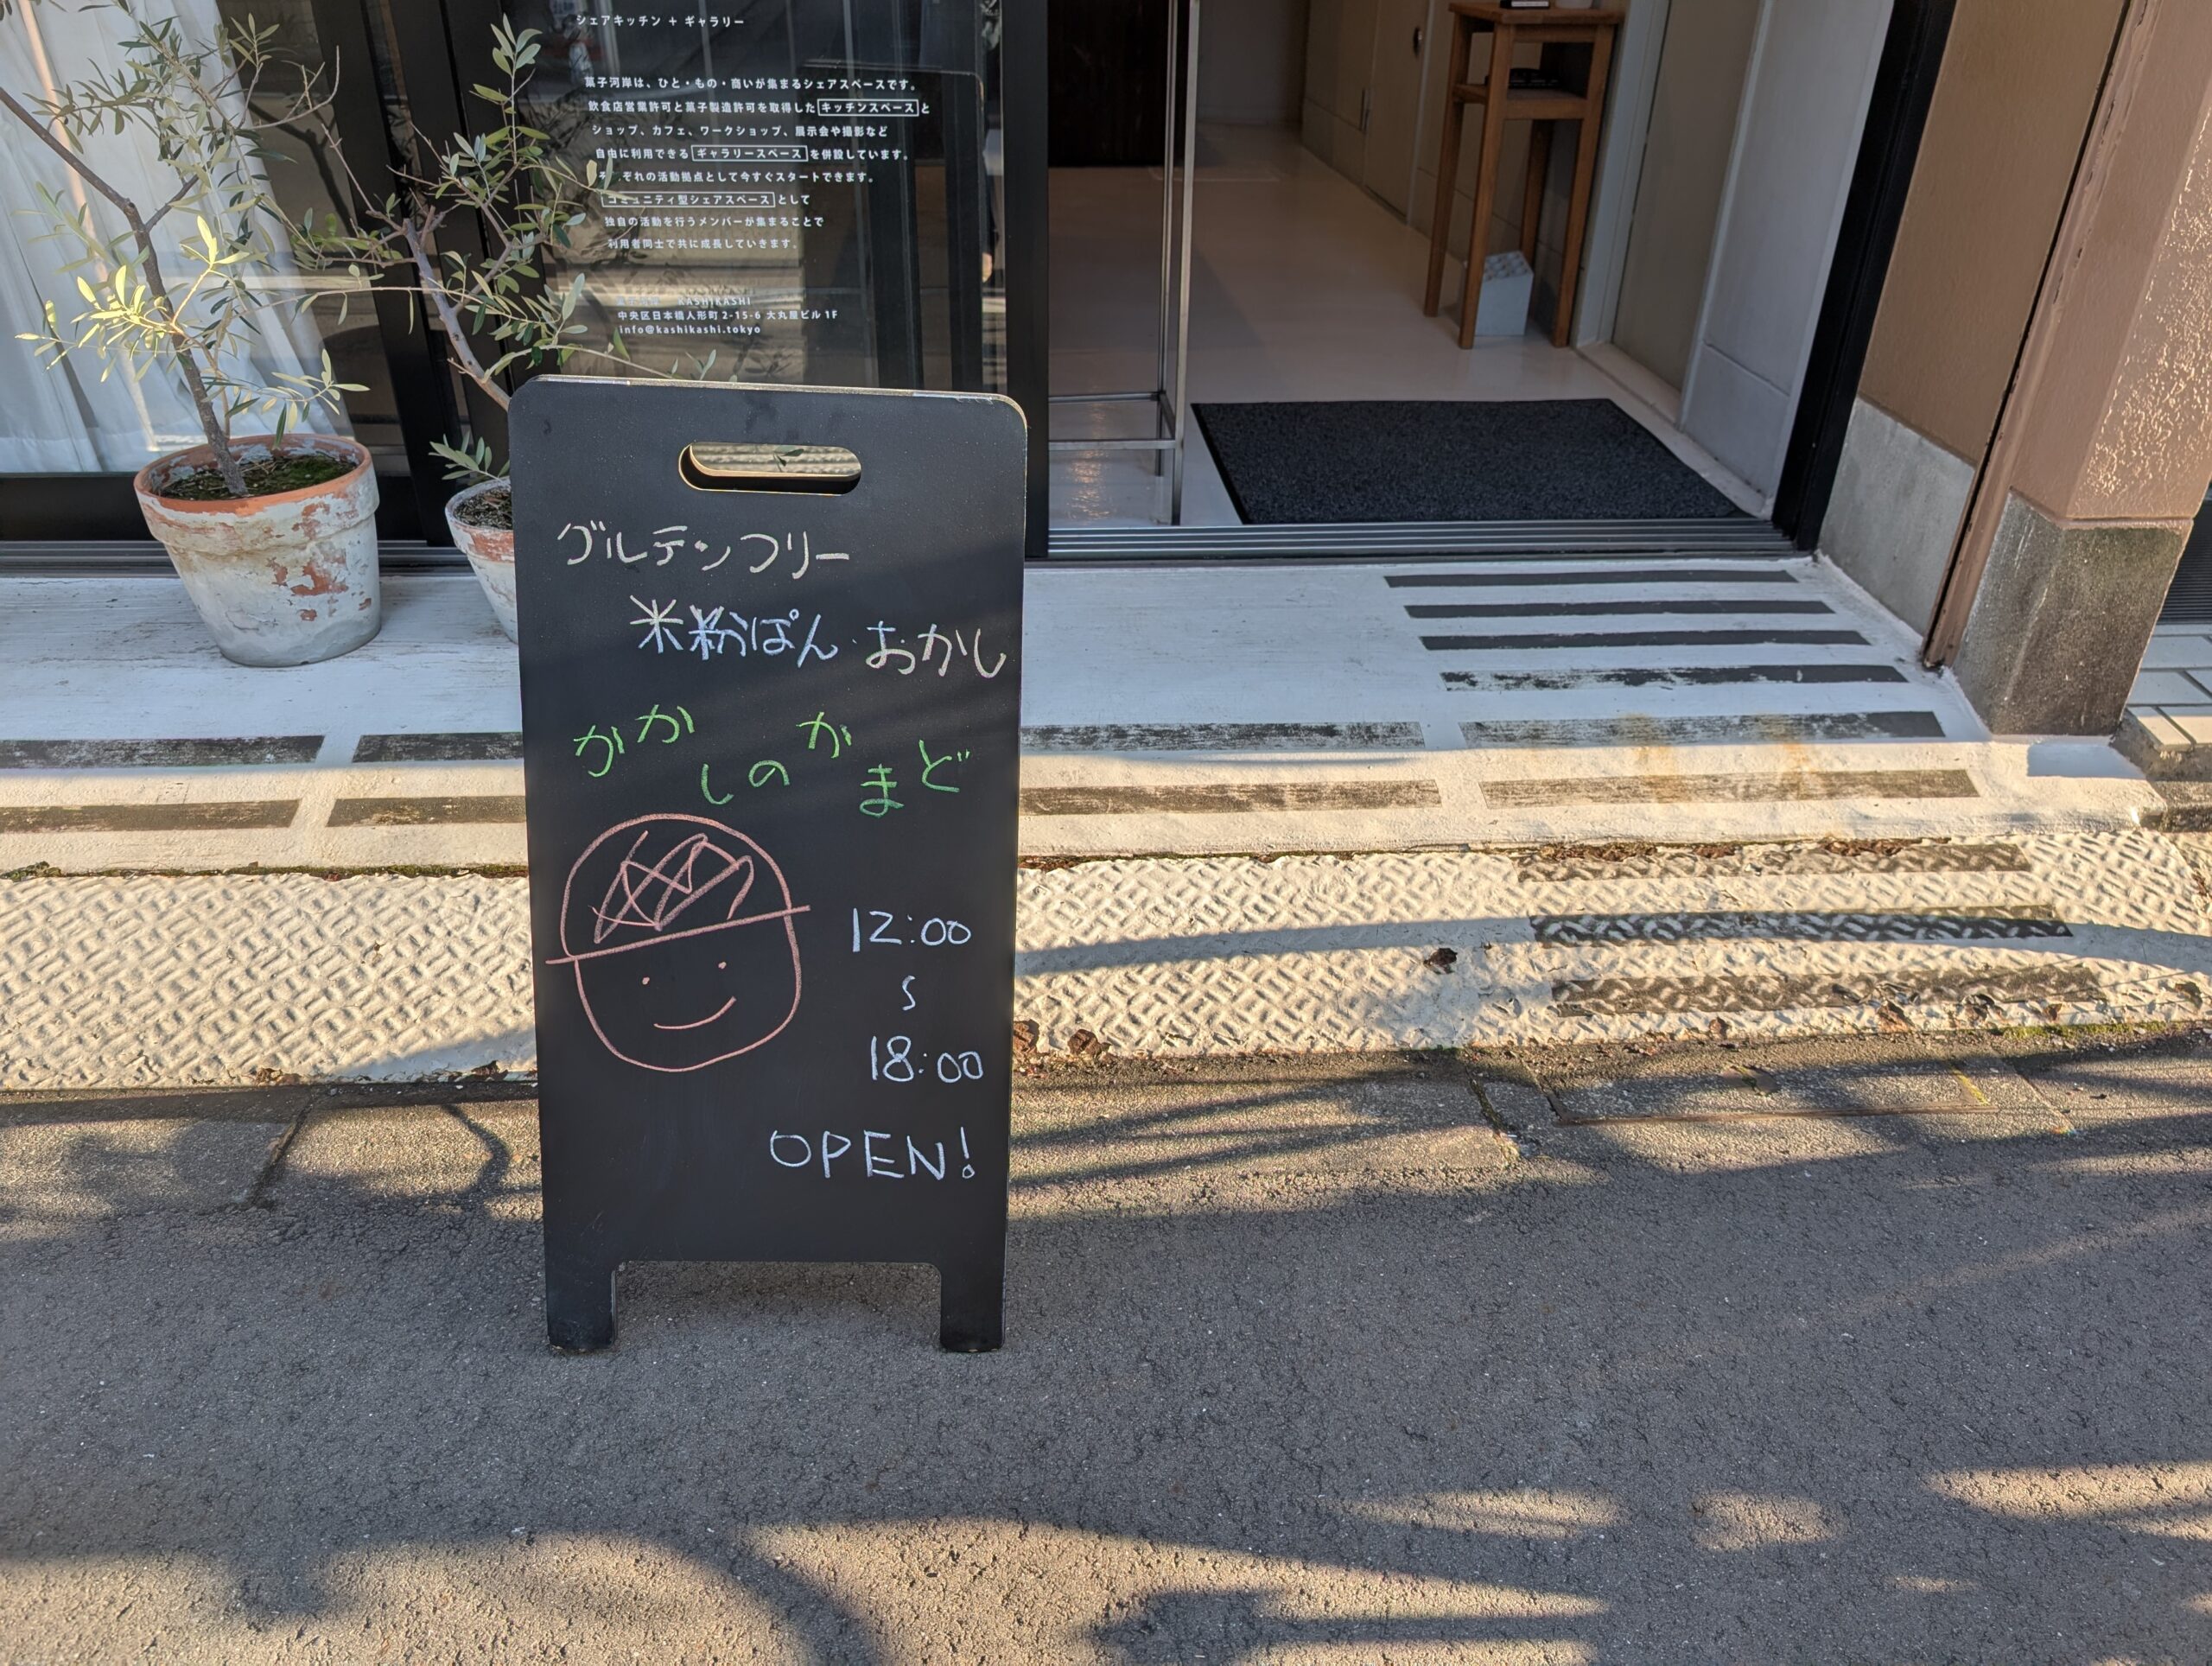 シェアキッチン + ギャラリー
菓子河岸は、ひと・もの・商いが集まるシェアスペースです。
飲食店営業許可と菓子製造許可を取得したキッチンスペースと
ショップ、カフェ、ワークショップ、展示会や撮影など
自由に利用できるギャラリースペースを併設しています。
ぞれの活動拠点として今すぐスタートできます。
コミュニティ型シェアスペースとして
独自の活動を行うメンバーが集まることで
利用者同士で共に成長していきます。
KASHIKASHI
中央区日本橋人形町 2-15-6 大丸屋ビル 1F
info@kashikashi.tokyo
グルテンフリー
米粉ぱん・おかし
かかしのかまど
12:00
〜
18:00
OPEN!